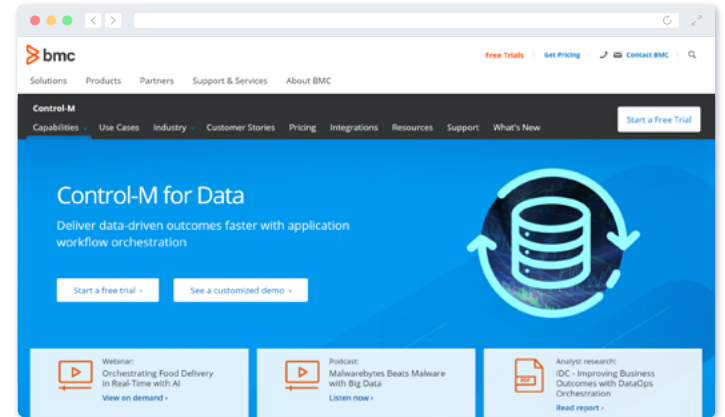 bmc
Free Trials
Get Pricing
Contact BMC
Solutions Products Partners Support & Services About BMC
Control-M
Capabilities Use Cases Industry Customer Stories Pricing Integrations Resources Support What's New
Start a Free Trial
Control-M for Data
Deliver data-driven outcomes faster with application
workflow orchestration
Start a free trial ›
See a customized demo ›
Webinar:
Orchestrating Food Delivery
in Real-Time with AI
View on demand ›
Podcast:
Malwarebytes Beats Malware
with Big Data
Listen now ›
PDF
Analyst research:
IDC - Improving Business
Outcomes with DataOps
Orchestration
Read report ›